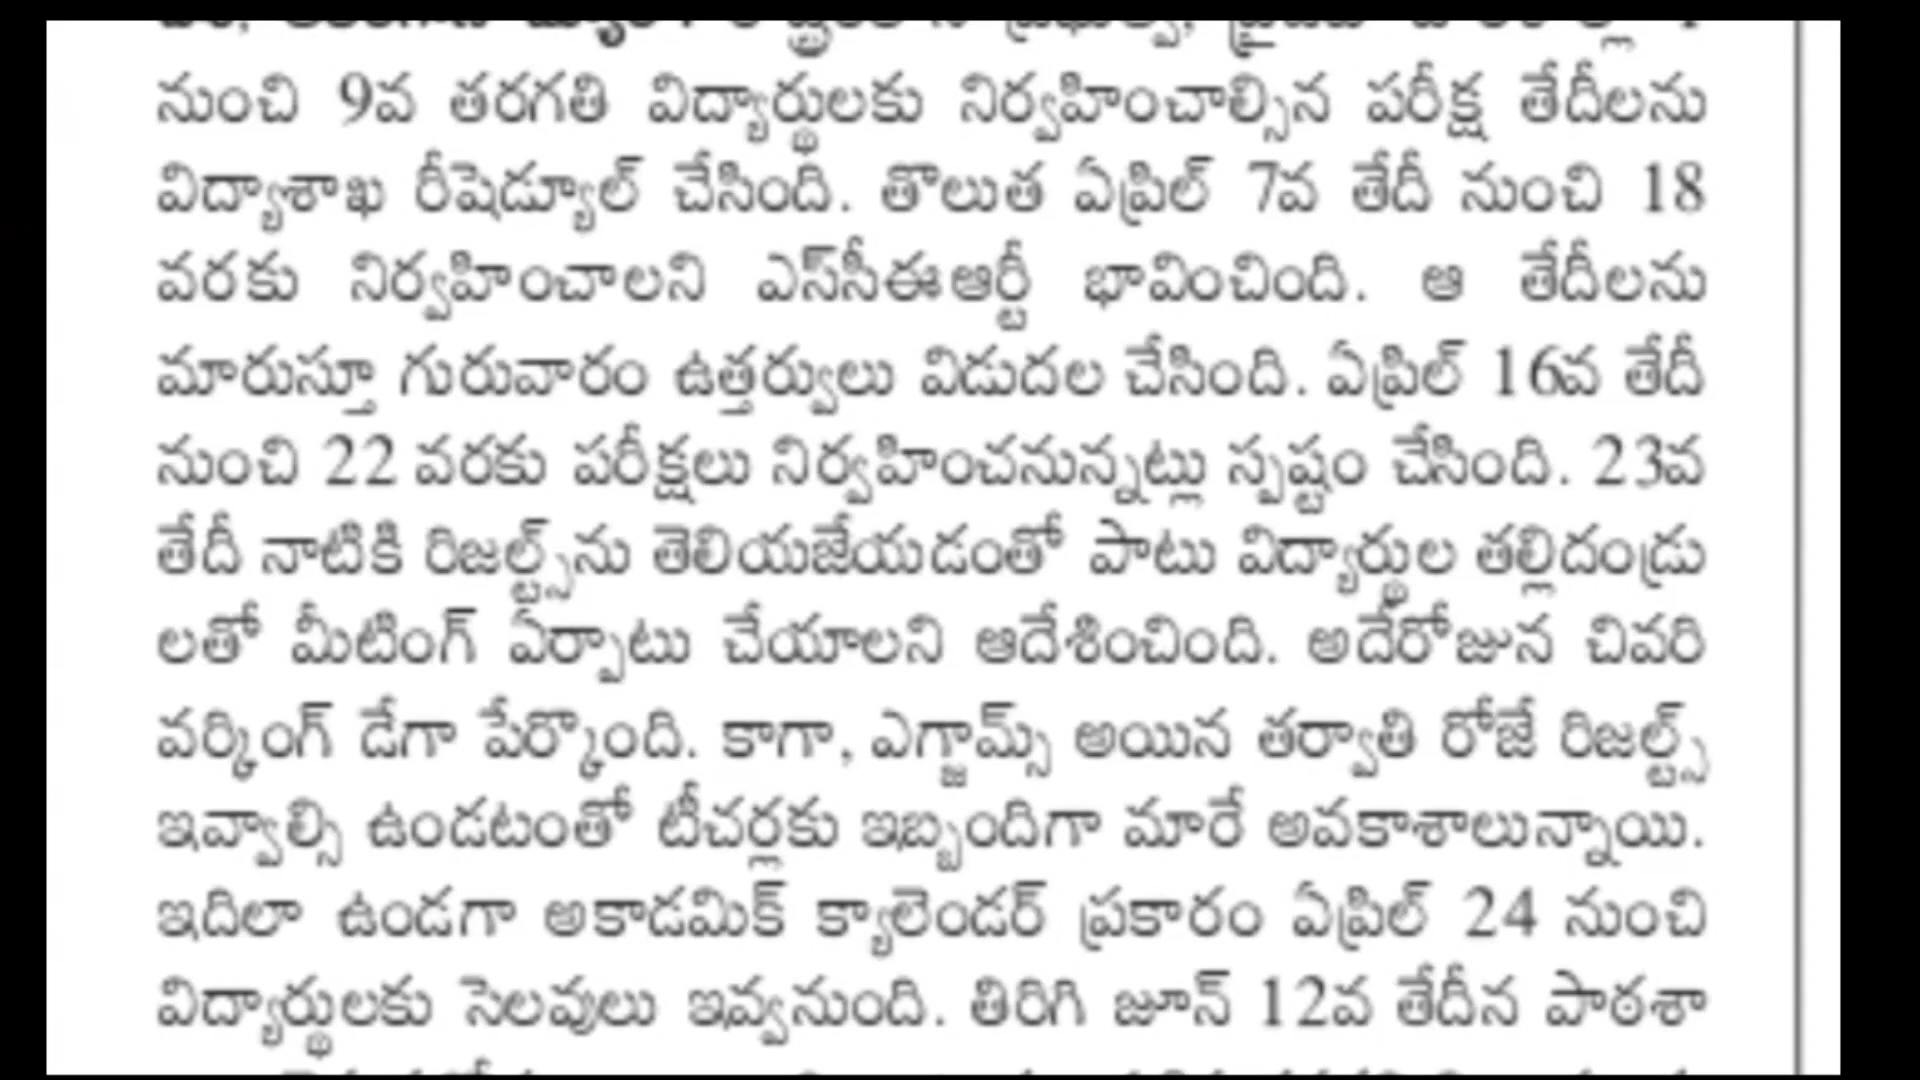 నుంచి 9వ తరగతి విద్యార్థులకు నిర్వహించాల్సిన పరీక్ష తేదీలను
విద్యాశాఖ రీషెడ్యూల్ చేసింది. తొలుత ఏప్రిల్ 7వ తేదీ నుంచి 18
వరకు నిర్వహించాలని ఎస్‌సీఈఆర్టీ భావించింది. ఆ తేదీలను
మారుస్తూ గురువారం ఉత్తర్వులు విడుదల చేసింది. ఏప్రిల్ 16వ తేదీ
నుంచి 22 వరకు పరీక్షలు నిర్వహించనున్నట్లు స్పష్టం చేసింది. 23వ
తేదీ నాటికి రిజల్ట్స్‌ను తెలియజేయడంతో పాటు విద్యార్థుల తల్లిదండ్రు
లతో మీటింగ్ ఏర్పాటు చేయాలని ఆదేశించింది. అదేరోజున చివరి
వర్కింగ్ డేగా పేర్కొంది. కాగా, ఎగ్జామ్స్ అయిన తర్వాతి రోజే రిజల్ట్స్
ఇవ్వాల్సి ఉండటంతో టీచర్లకు ఇబ్బందిగా మారే అవకాశాలున్నాయి.
ఇదిలా ఉండగా అకాడమిక్ క్యాలెండర్ ప్రకారం ఏప్రిల్ 24 నుంచి
విద్యార్థులకు సెలవులు ఇవ్వనుంది. తిరిగి జూన్ 12వ తేదీన పాఠశా